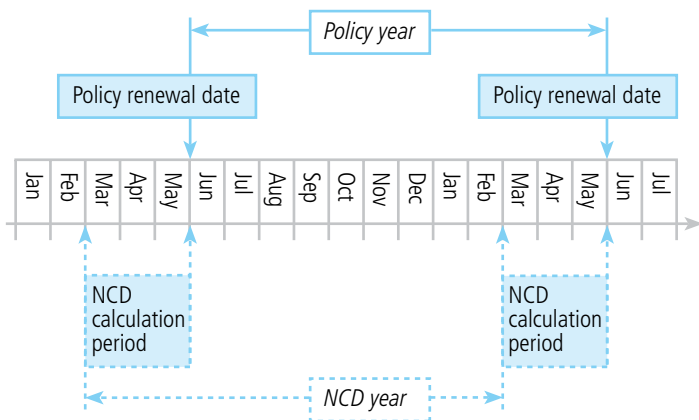 Policy year
Policy renewal date
Policy renewal date
Jan
Feb
Mar
Apr
May
Jun
Jul
Aug
Sep
Oct
Nov
Dec
Jan
Feb
Mar
Apr
May
Jun
Jul
NCD
calculation
period
NCD
calculation
period
NCD year